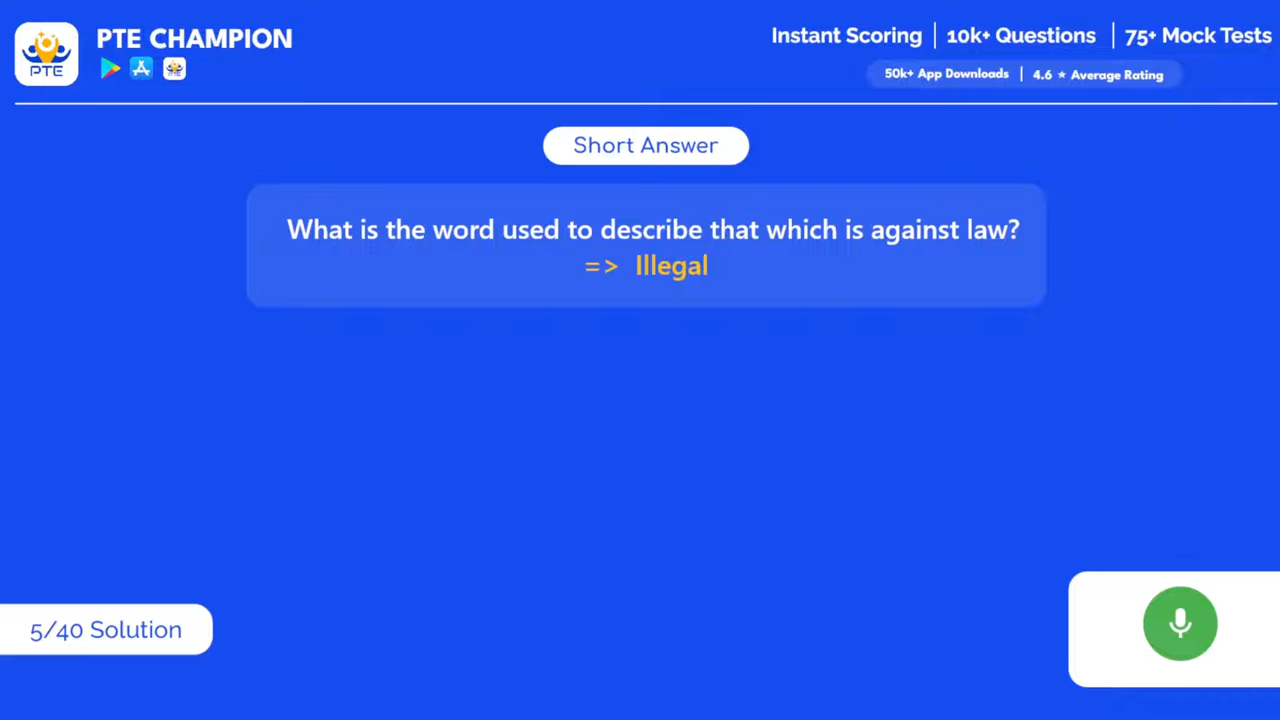 PTE CHAMPION
PTE
Instant Scoring | 10k+ Questions | 75+ Mock Tests
50k+ App Downloads | 4.6 ★ Average Rating
Short Answer
What is the word used to describe that which is against law?
=> Illegal
5/40 Solution